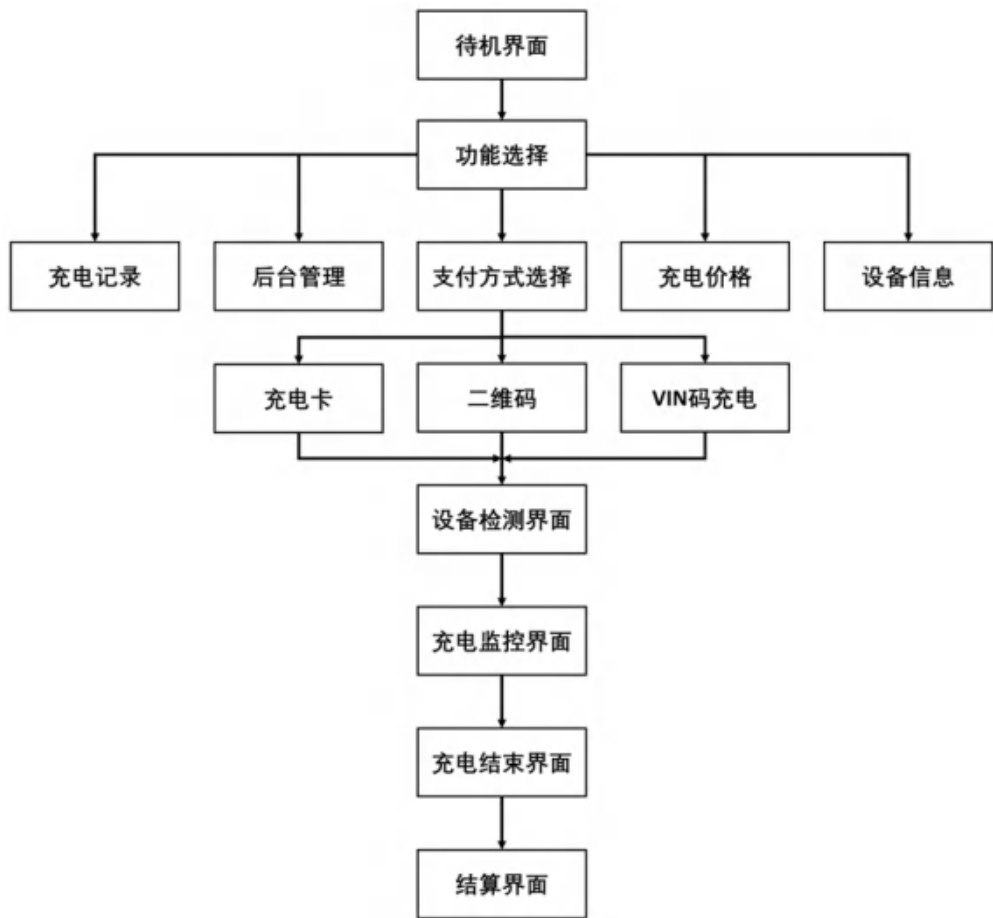 待机界面
功能选择
充电记录
后台管理
支付方式选择
充电价格
设备信息
充电卡
二维码
VIN码充电
设备检测界面
充电监控界面
充电结束界面
结算界面